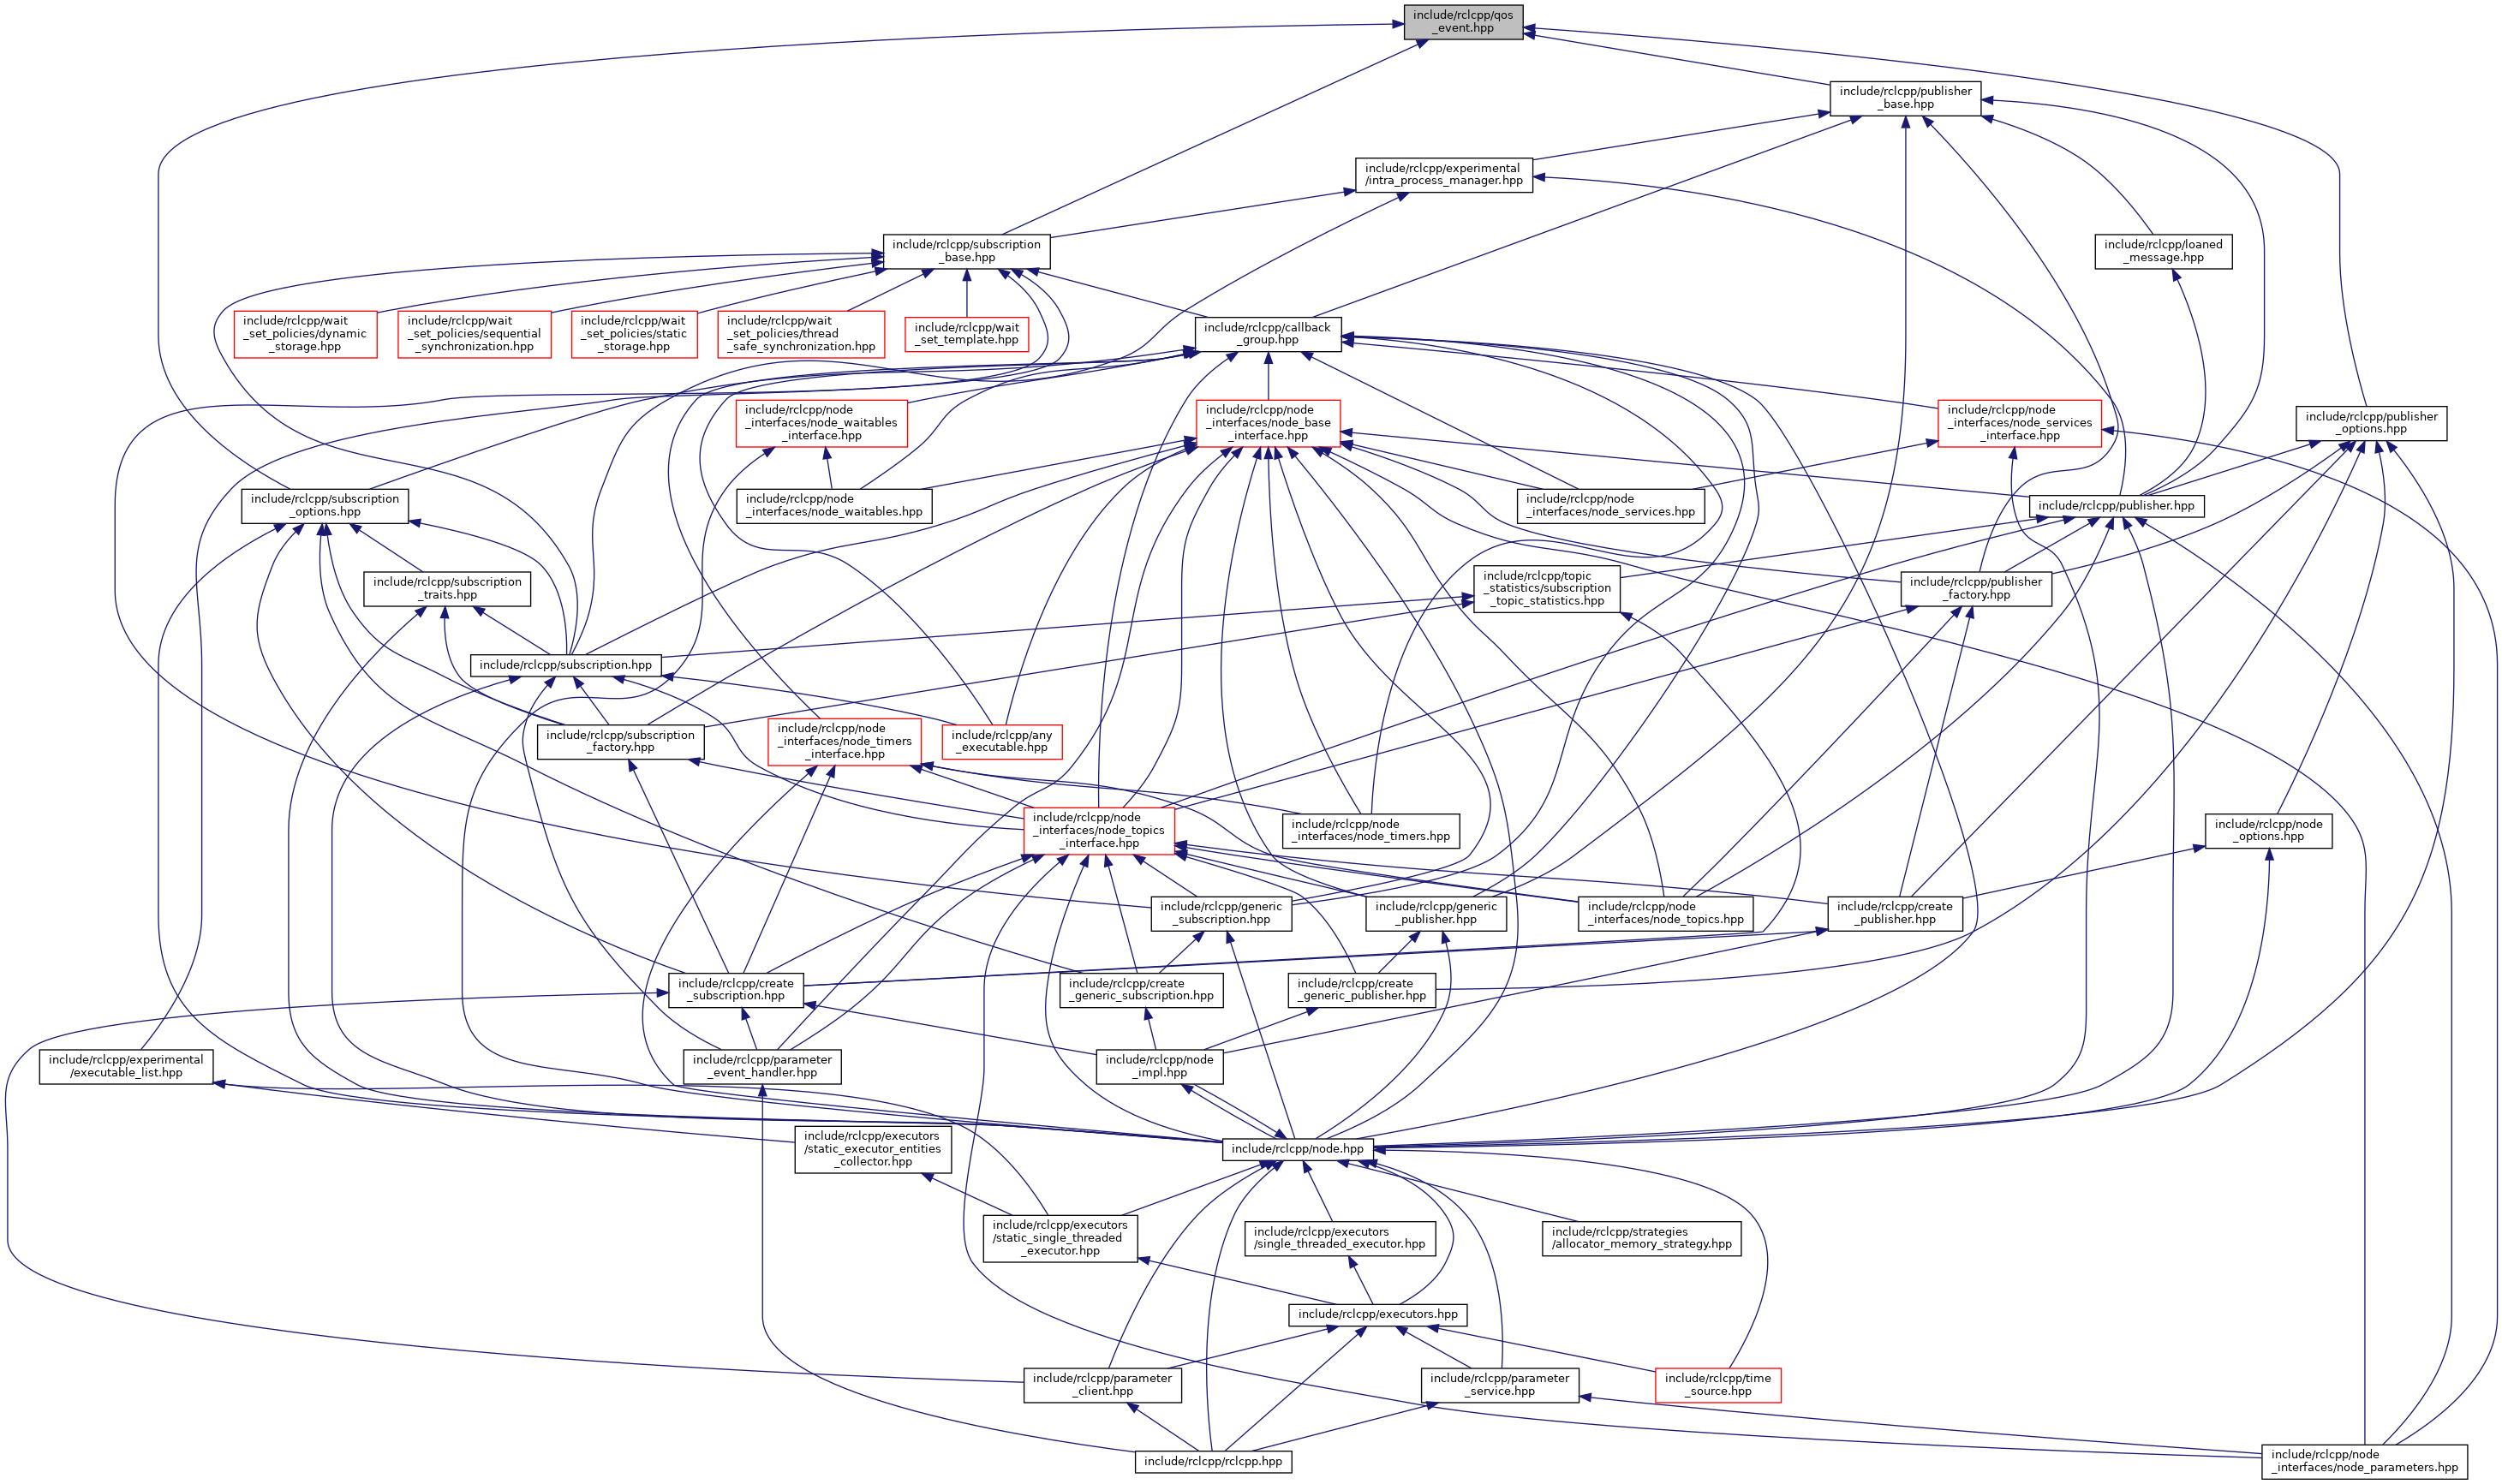 include/rclcpp/qos
_event.hpp
include/rclcpp/publisher
_base.hpp
include/rclcpp/experimental
/intra_process_manager.hpp
include/rclcpp/subscription
_base.hpp
include/rclcpp/loaned
_message.hpp
include/rclcpp/wait
_set_policies/dynamic
_storage.hpp
include/rclcpp/wait
_set_policies/sequential
_synchronization.hpp
include/rclcpp/wait
_set_policies/static
_storage.hpp
include/rclcpp/wait
_set_policies/thread
_safe_synchronization.hpp
include/rclcpp/wait
_set_template.hpp
include/rclcpp/callback
_group.hpp
include/rclcpp/node
_interfaces/node_waitables
_interface.hpp
include/rclcpp/node
_interfaces/node_base
_interface.hpp
include/rclcpp/node
_interfaces/node_services
_interface.hpp
include/rclcpp/publisher
_options.hpp
include/rclcpp/subscription
_options.hpp
include/rclcpp/node
_interfaces/node_waitables.hpp
include/rclcpp/node
_interfaces/node_services.hpp
include/rclcpp/publisher.hpp
include/rclcpp/subscription
_traits.hpp
include/rclcpp/topic
_statistics/subscription
_topic_statistics.hpp
include/rclcpp/publisher
_factory.hpp
include/rclcpp/subscription.hpp
include/rclcpp/subscription
_factory.hpp
include/rclcpp/node
_interfaces/node_timers
_interface.hpp
include/rclcpp/any
_executable.hpp
include/rclcpp/node
_interfaces/node_topics
_interface.hpp
include/rclcpp/node
_interfaces/node_timers.hpp
include/rclcpp/node
_options.hpp
include/rclcpp/generic
_subscription.hpp
include/rclcpp/generic
_publisher.hpp
include/rclcpp/node
_interfaces/node_topics.hpp
include/rclcpp/create
_publisher.hpp
include/rclcpp/create
_subscription.hpp
include/rclcpp/create
_generic_subscription.hpp
include/rclcpp/create
_generic_publisher.hpp
include/rclcpp/experimental
/executable_list.hpp
include/rclcpp/parameter
_event_handler.hpp
include/rclcpp/node
_impl.hpp
include/rclcpp/executors
/static_executor_entities
_collector.hpp
include/rclcpp/node.hpp
include/rclcpp/executors
/static_single_threaded
_executor.hpp
include/rclcpp/executors
/single_threaded_executor.hpp
include/rclcpp/strategies
/allocator_memory_strategy.hpp
include/rclcpp/executors.hpp
include/rclcpp/parameter
_client.hpp
include/rclcpp/parameter
_service.hpp
include/rclcpp/time
_source.hpp
include/rclcpp/rclcpp.hpp
include/rclcpp/node
_interfaces/node_parameters.hpp